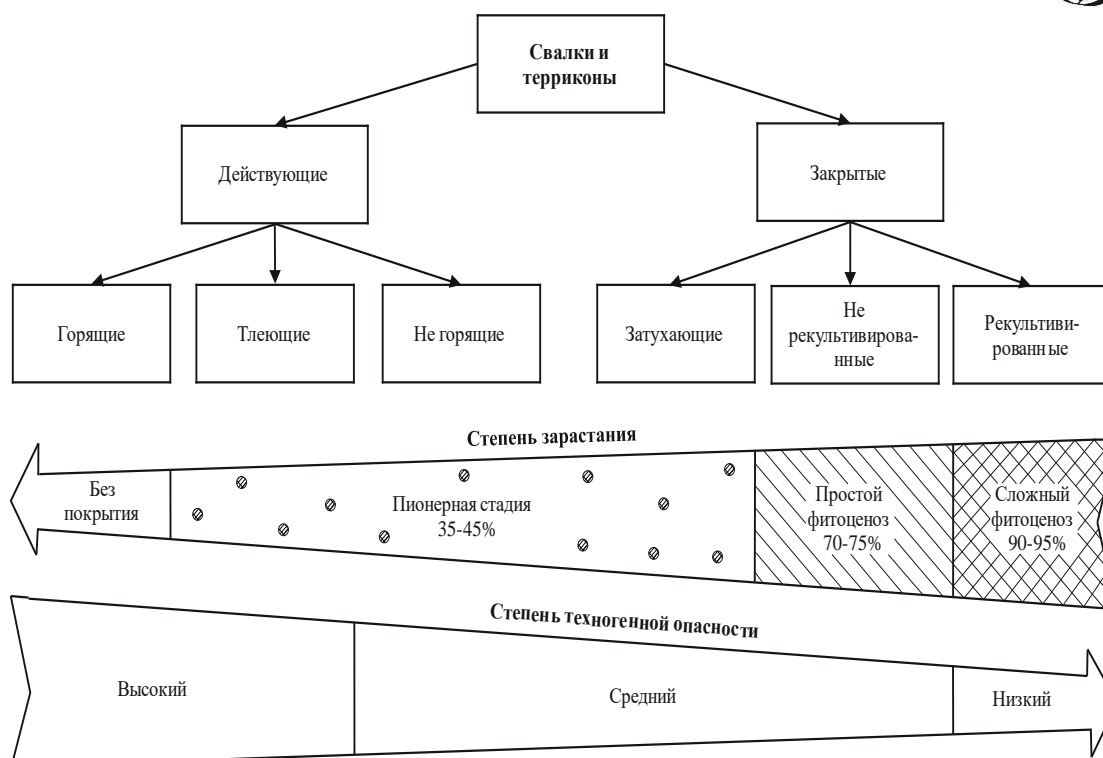 Свалки и
терриконы
Действующие
Закрытые
Горящие
Тлеющие
Не горящие
Затухающие
Не
рекультивирова-
нные
Рекультиви-
рованные
Степень зарастания
Без
покрытия
Пионерная стадия
35-45%
Простой
фитоценоз
70-75%
Сложный
фитоценоз
90-95%
Степень техногенной опасности
Высокий
Средний
Низкий